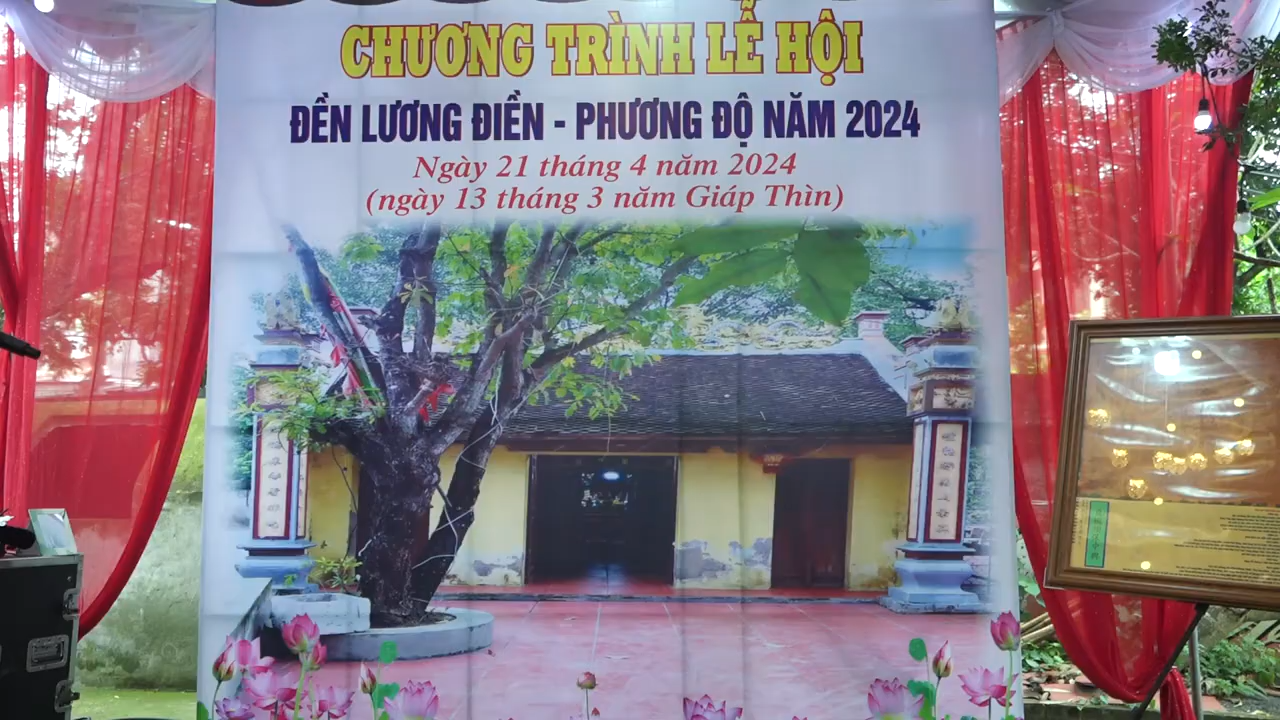 CHƯƠNG TRÌNH LỄ HỘI
ĐỀN LƯƠNG ĐIỀN - PHƯƠNG ĐỘ NĂM 2024
Ngày 21 tháng 4 năm 2024
(ngày 13 tháng 3 năm Giáp Thìn)